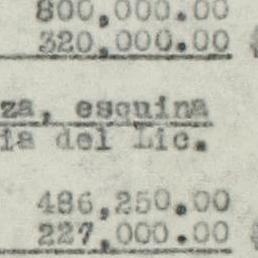 800,000.00
320,000.00
za, esquina
ia del Lic.
486,250.00
227,000.00